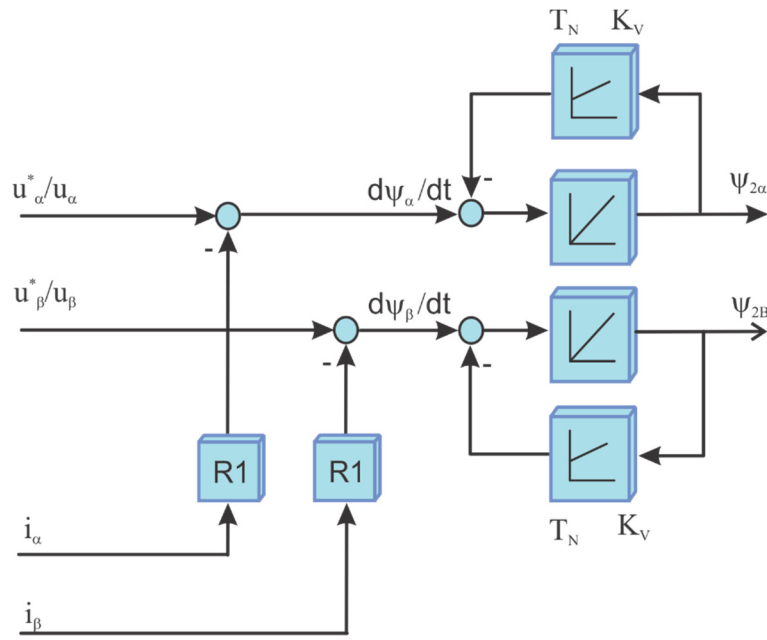 T_N K_V
u*_α/u_α
dψ_α/dt
ψ_2α
-
-
u*_β/u_β
dψ_β/dt
ψ_2B
-
-
R1 R1
T_N K_V
i_α
i_β